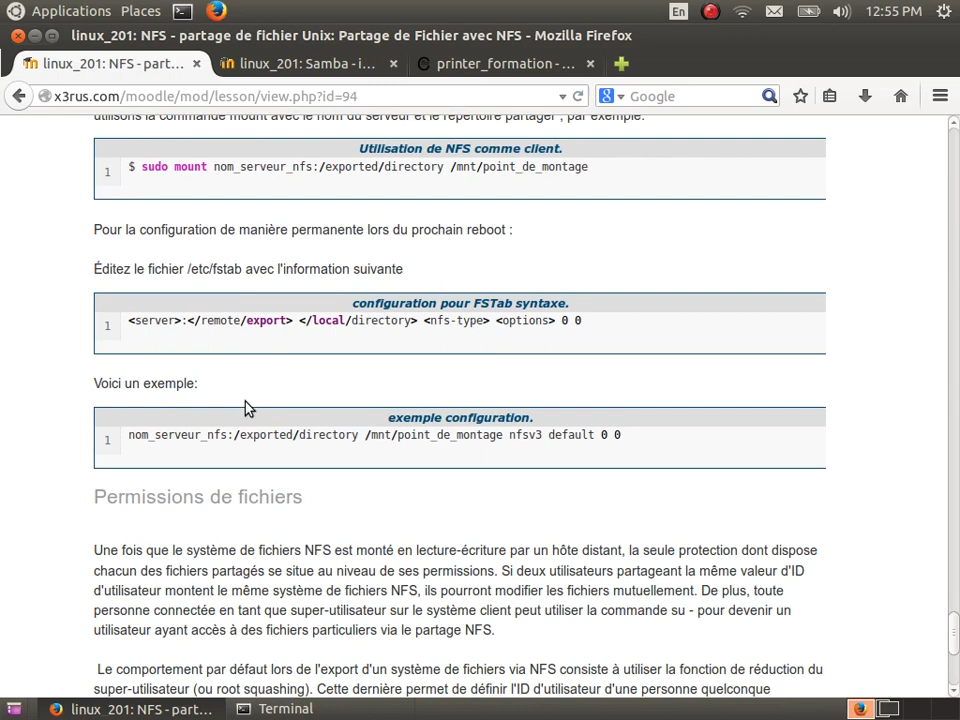 Applications Places En 12:55 PM
linux_201: NFS - partage de fichier Unix: Partage de Fichier avec NFS - Mozilla Firefox
linux_201: NFS - part... linux_201: Samba - i... printer_formation - ...
x3rus.com/moodle/mod/lesson/view.php?id=94 Google
utilisons la commande mount avec le nom du serveur et le répertoire partager , par exemple:
Utilisation de NFS comme client.
1 $ sudo mount nom_serveur_nfs:/exported/directory /mnt/point_de_montage
Pour la configuration de manière permanente lors du prochain reboot :
Éditez le fichier /etc/fstab avec l'information suivante
configuration pour FSTab syntaxe.
1 <server>:</remote/export> </local/directory> <nfs-type> <options> 0 0
Voici un exemple:
exemple configuration.
1 nom_serveur_nfs:/exported/directory /mnt/point_de_montage nfsv3 default 0 0
Permissions de fichiers
Une fois que le système de fichiers NFS est monté en lecture-écriture par un hôte distant, la seule protection dont dispose
chacun des fichiers partagés se situe au niveau de ses permissions. Si deux utilisateurs partageant la même valeur d'ID
d'utilisateur montent le même système de fichiers NFS, ils pourront modifier les fichiers mutuellement. De plus, toute
personne connectée en tant que super-utilisateur sur le système client peut utiliser la commande su - pour devenir un
utilisateur ayant accès à des fichiers particuliers via le partage NFS.
Le comportement par défaut lors de l'export d'un système de fichiers via NFS consiste à utiliser la fonction de réduction du
super-utilisateur (ou root squashing). Cette dernière permet de définir l'ID d'utilisateur d'une personne quelconque
linux_201: NFS - part... Terminal